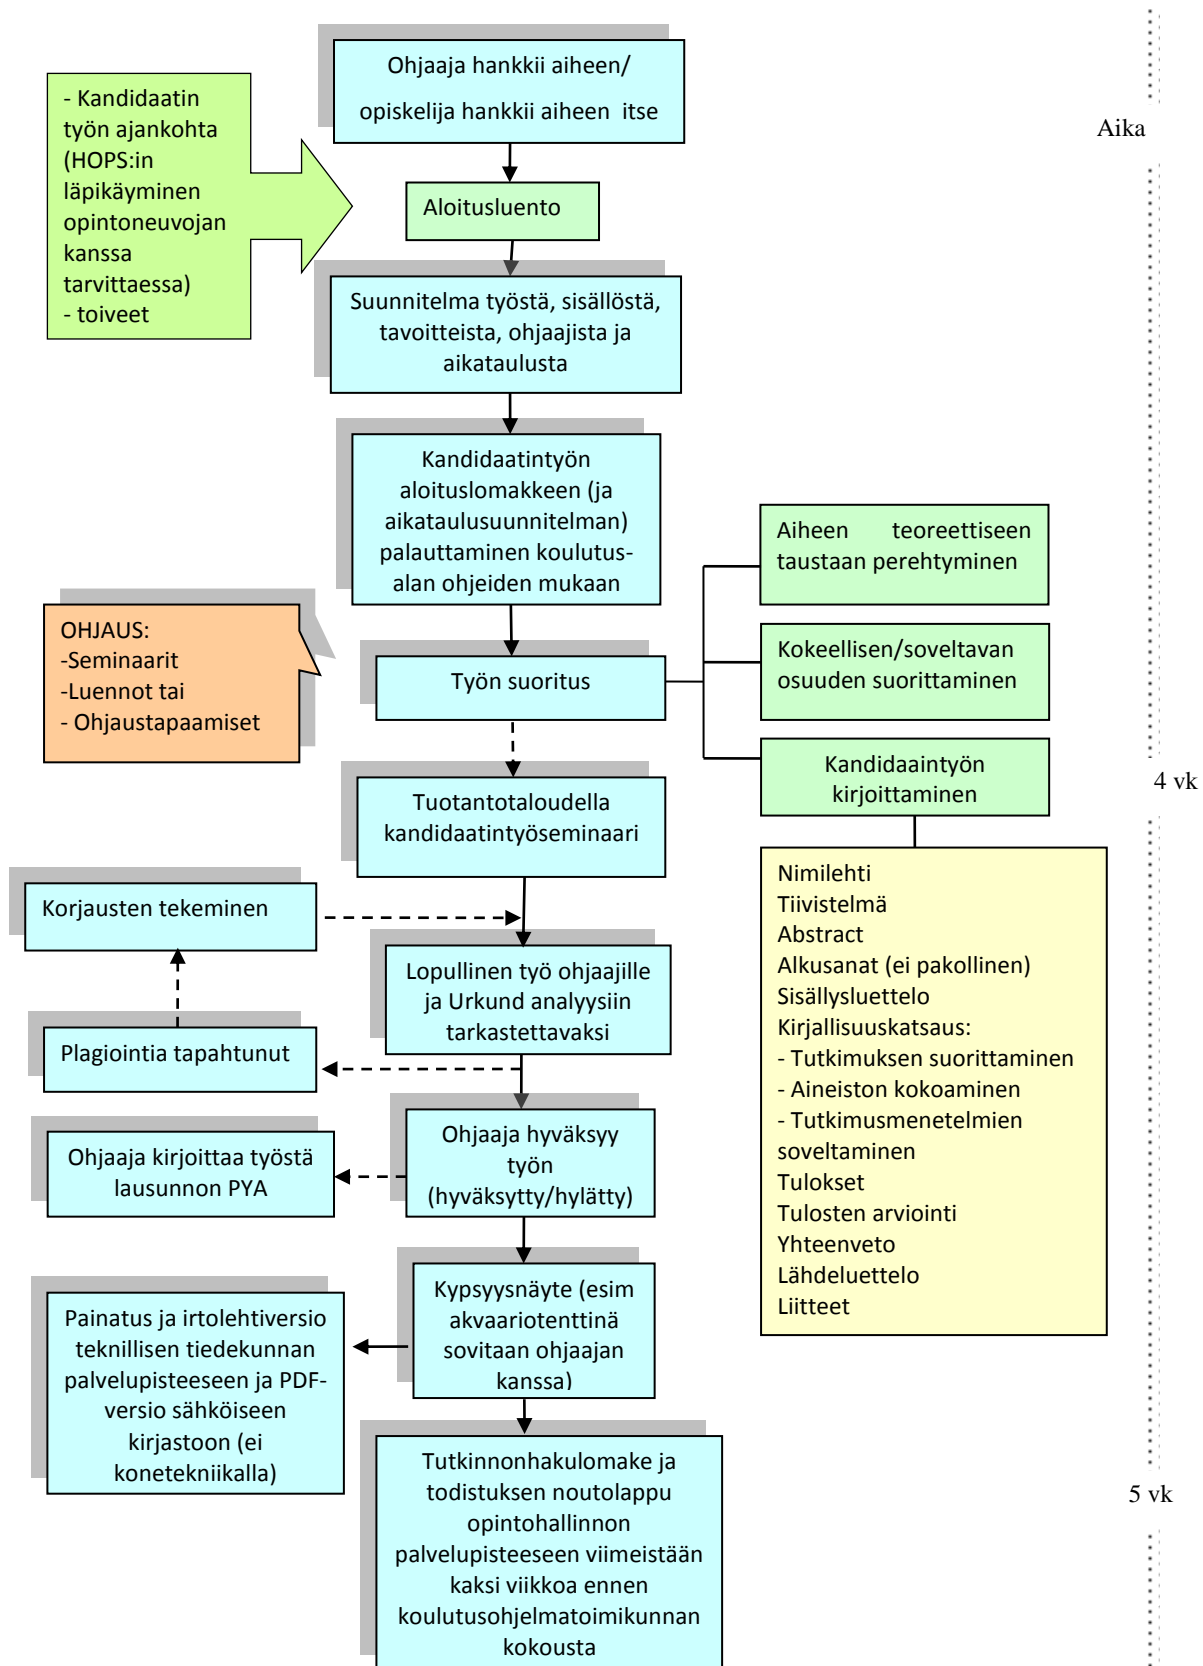 Ohjaaja hankkii aiheen/
opiskelija hankkii aiheen itse
Aika
- Kandidaatin
työn ajankohta
(HOPS:in
läpikäyminen
opintoneuvojan
kanssa
tarvittaessa)
- toiveet
Aloitusluento
Suunnitelma työstä, sisällöstä,
tavoitteista, ohjaajista ja
aikataulusta
Kandidaatintyön
aloituslomakkeen (ja
aikataulusuunnitelman)
palauttaminen koulutus-
alan ohjeiden mukaan
Aiheen teoreettiseen
taustaan perehtyminen
OHJAUS:
-Seminaarit
-Luennot tai
- Ohjaustapaamiset
Työn suoritus
Kokeellisen/soveltavan
osuuden suorittaminen
Kandidaaintyön
kirjoittaminen
4 vk
Tuotantotaloudella
kandidaatintyöseminaari
Nimilehti
Tiivistelmä
Abstract
Alkusanat (ei pakollinen)
Sisällysluettelo
Kirjallisuuskatsaus:
- Tutkimuksen suorittaminen
- Aineiston kokoaminen
- Tutkimusmenetelmien
soveltaminen
Tulokset
Tulosten arviointi
Yhteenveto
Lähdeluettelo
Liitteet
Korjausten tekeminen
Lopullinen työ ohjaajille
ja Urkund analyysiin
tarkastettavaksi
Plagiointia tapahtunut
Ohjaaja hyväksyy
työn
(hyväksytty/hylätty)
Ohjaaja kirjoittaa työstä
lausunnon PYA
Kypsyysnäyte (esim
akvaariotenttinä
sovitaan ohjaajan
kanssa)
Painatus ja irtolehtiversio
teknillisen tiedekunnan
palvelupisteeseen ja PDF-
versio sähköiseen
kirjastoon (ei
konetekniikalla)
5 vk
Tutkinnonhakulomake ja
todistuksen noutolappu
opintohallinnon
palvelupisteeseen viimeistään
kaksi viikkoa ennen
koulutusohjelmatoimikunnan
kokousta